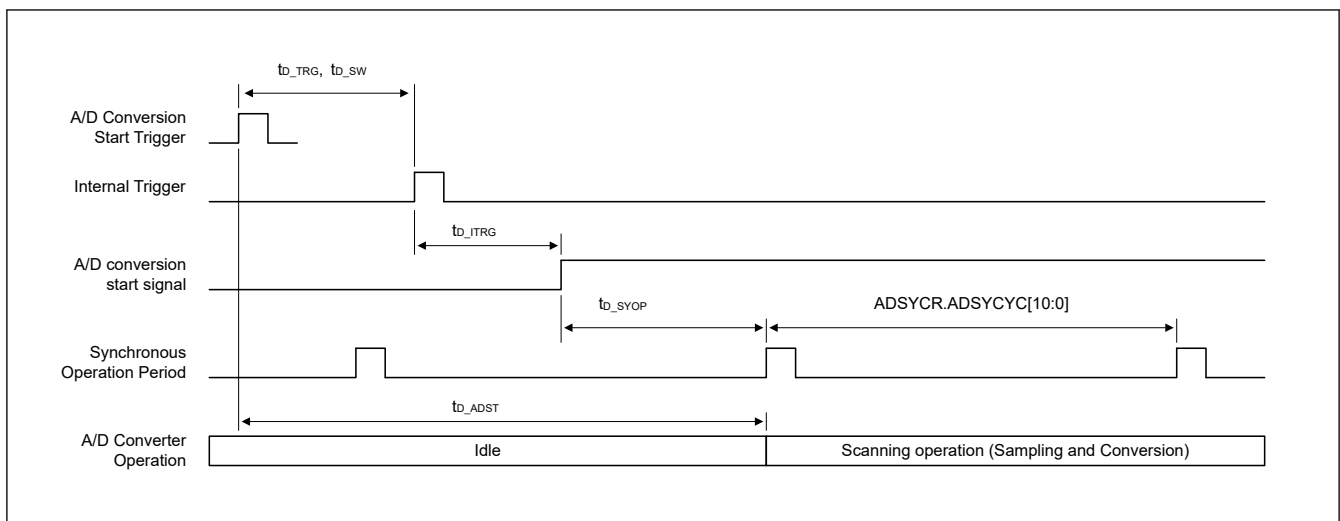 tD_TRG, tD_SW
A/D Conversion
Start Trigger
Internal Trigger
tD_ITRG
A/D conversion
start signal
tD_SYOP
ADSYCR.ADSYCYC[10:0]
Synchronous
Operation Period
tD_ADST
A/D Converter
Operation
Idle
Scanning operation (Sampling and Conversion)